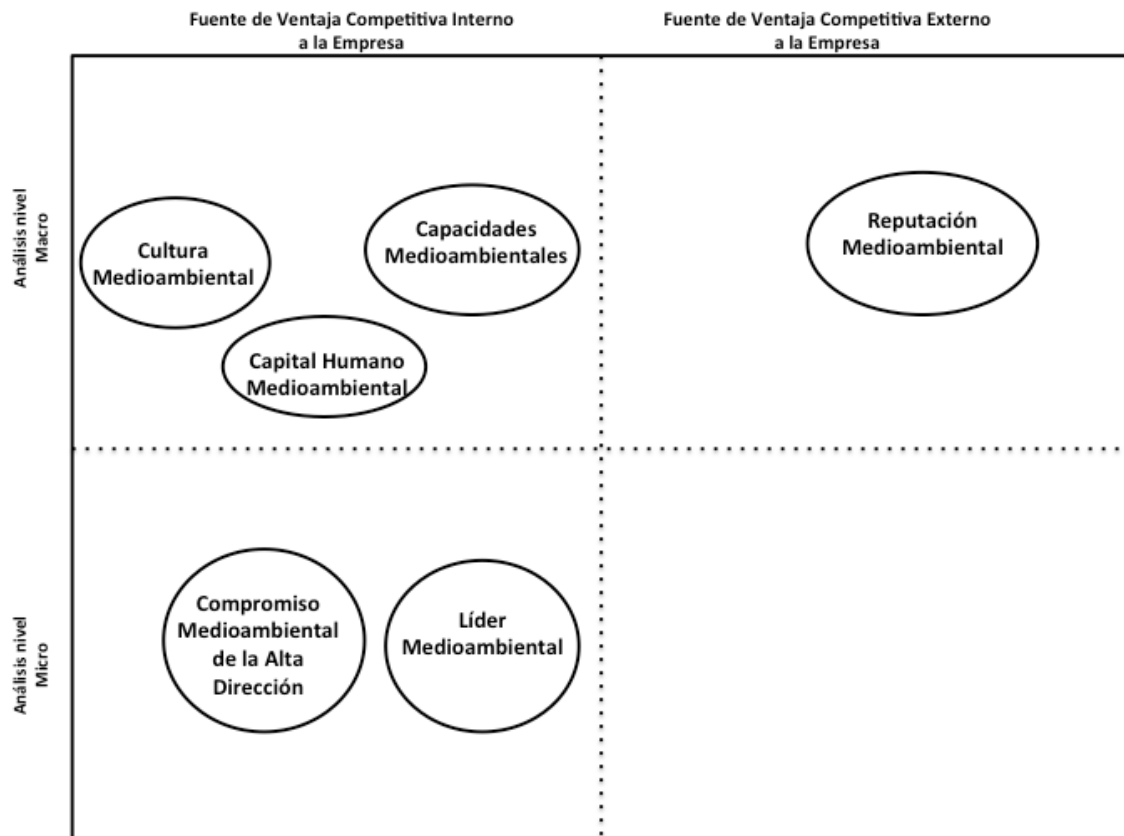 Fuente de Ventaja Competitiva Interno
a la Empresa
Fuente de Ventaja Competitiva Externo
a la Empresa
Análisis nivel
Macro
Cultura
Medioambiental
Capacidades
Medioambientales
Capital Humano
Medioambiental
Reputación
Medioambiental
Análisis nivel
Micro
Compromiso
Medioambiental
de la Alta
Dirección
Líder
Medioambiental